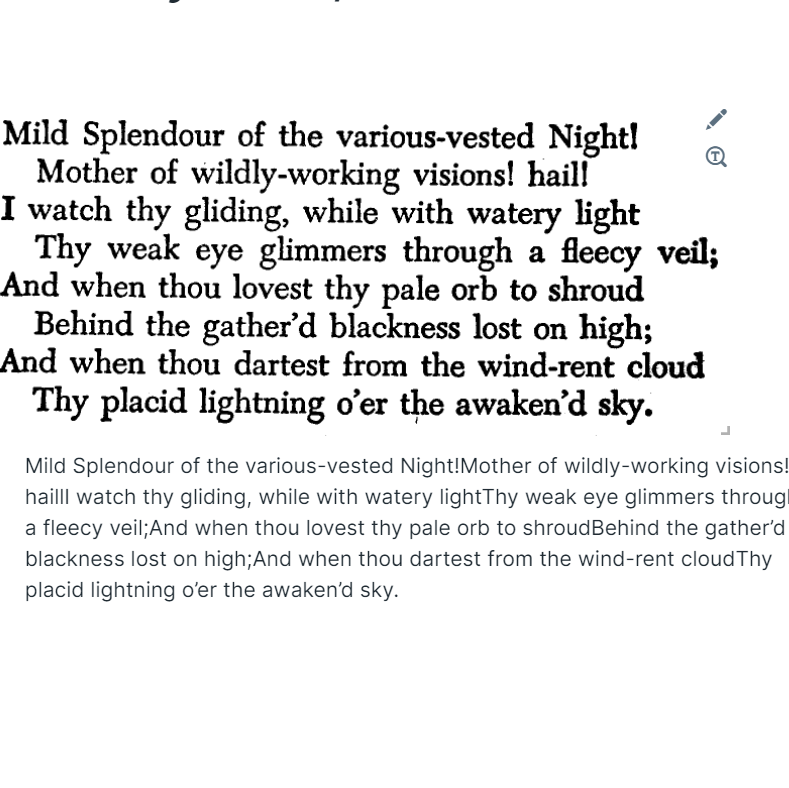 Mild Splendour of the various-vested Night!
Mother of wildly-working visions! hail!
I watch thy gliding, while with watery light
Thy weak eye glimmers through a fleecy veil;
And when thou lovest thy pale orb to shroud
Behind the gather’d blackness lost on high;
And when thou dartest from the wind-rent cloud
Thy placid lightning o’er the awaken’d sky.
Mild Splendour of the various-vested Night!Mother of wildly-working visions!
hailll watch thy gliding, while with watery lightThy weak eye glimmers throug
a fleecy veil;And when thou lovest thy pale orb to shroudBehind the gather’d
blackness lost on high;And when thou dartest from the wind-rent cloudThy
placid lightning o’er the awaken’d sky.